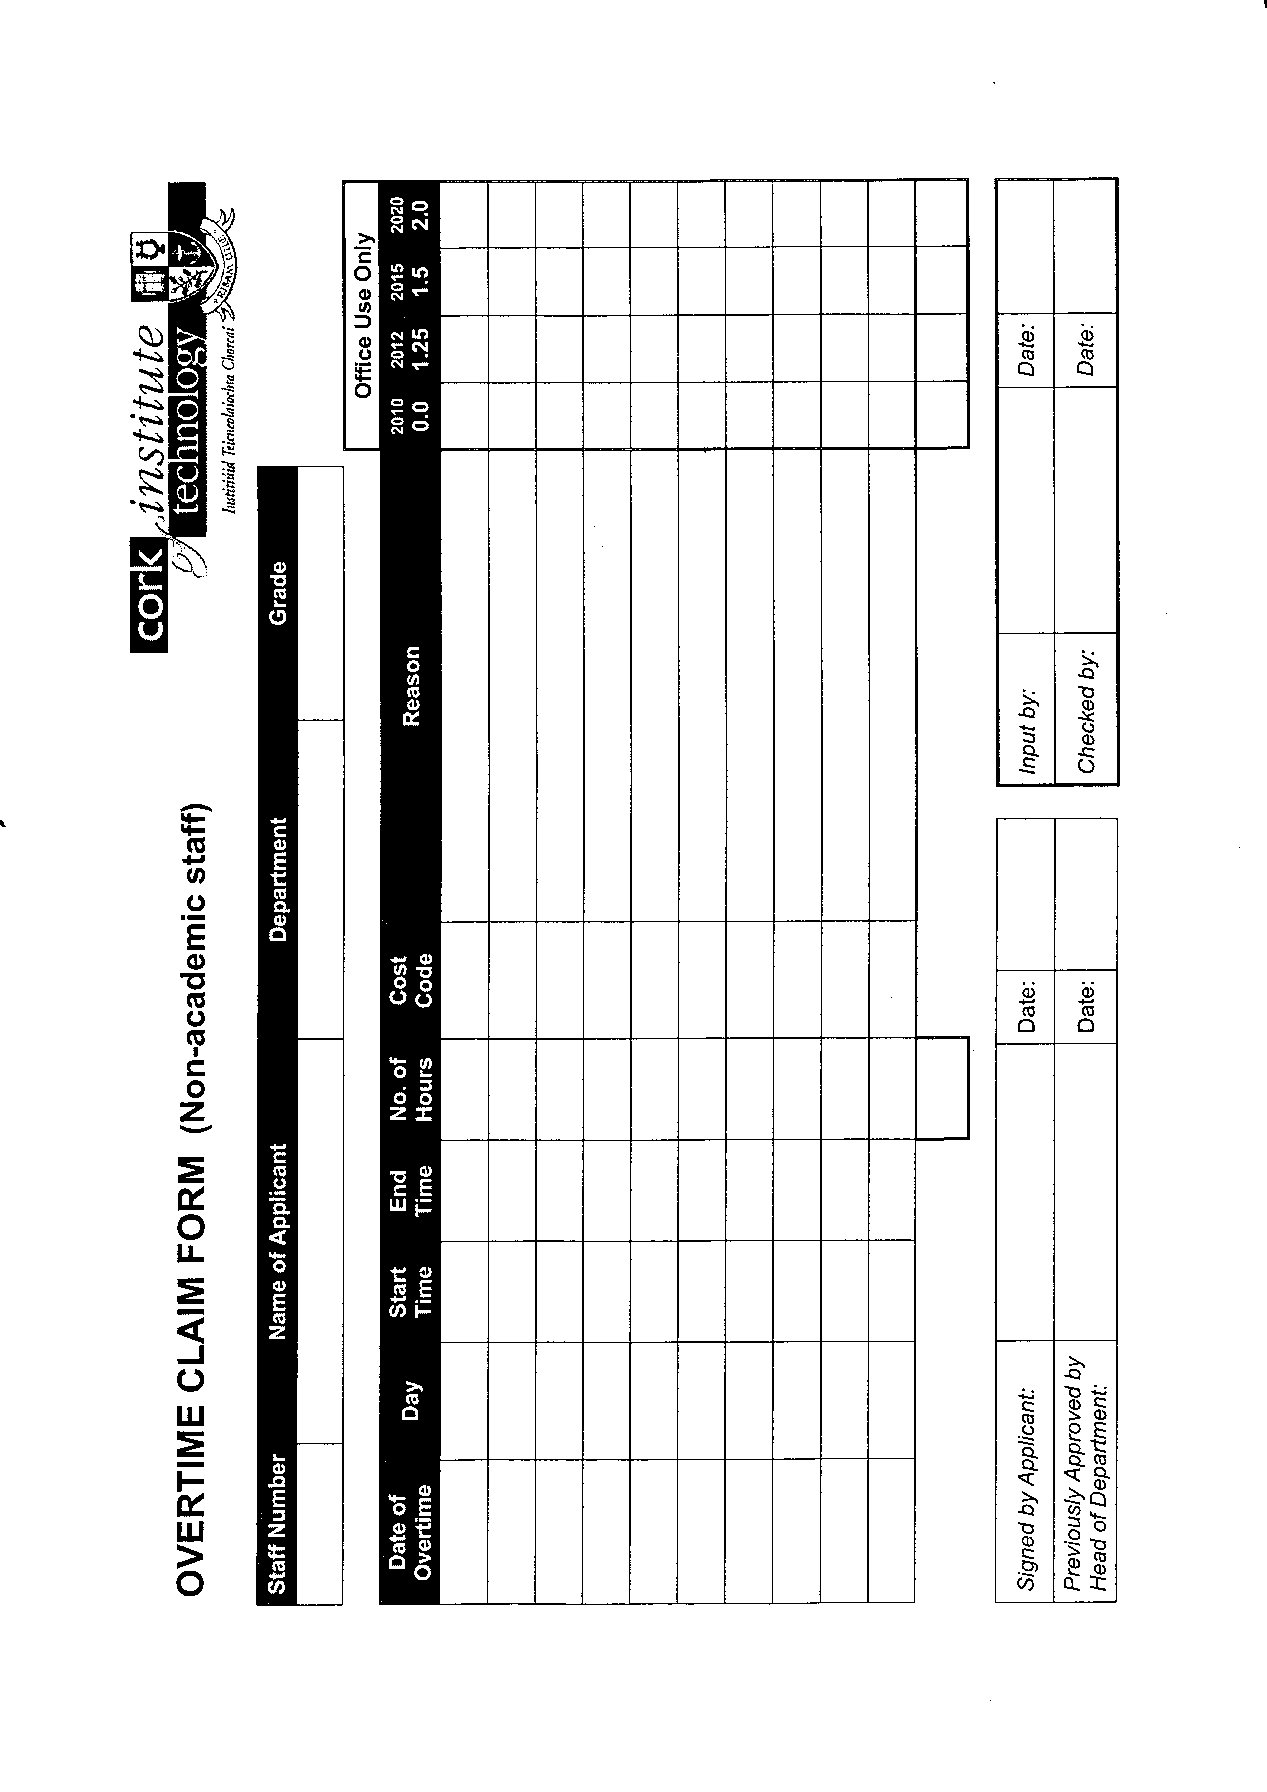 OVERTIME CLAIM FORM (Non-academic staff)
cork
of institute
technology
Institiúid Teicneolaíochta Chorcaí
Staff Number Name of Applicant Department Grade
Office Use Only
Date of Overtime Day Start Time End Time No. of Hours Cost Code Reason 2010 0.0 2012 1.25 2015 1.5 2020 2.0
Signed by Applicant: Date: Input by: Date:
Previously Approved by
Head of Department: Date: Checked by: Date: